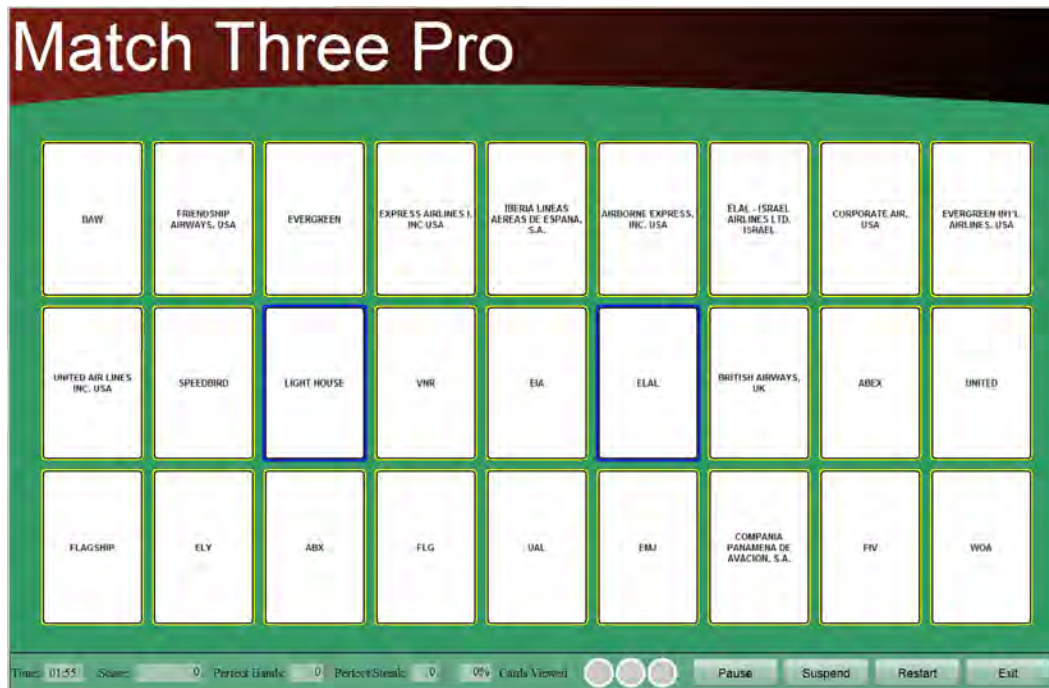 Match Three Pro
BAW
FRIENDSHIP
AIRWAYS, USA
EVERGREEN
EXPRESS AIRLINES I,
INC USA
IBERIA LINEAS
AEREAS DE ESPANA,
S.A.
AIRBORNE EXPRESS,
INC. USA
ELAL - ISRAEL
AIRLINES LTD.
ISRAEL
CORPORATE AIR,
USA
EVERGREEN INT'L
AIRLINES, USA
UNITED AIR LINES
INC. USA
SPEEDBIRD
LIGHT HOUSE
VNR
EIA
ELAL
BRITISH AIRWAYS,
UK
ABEX
UNITED
FLAGSHIP
ELY
ABX
FLG
UAL
EMJ
COMPANIA
PANAMENA DE
AVACION, S.A.
FIV
WOA
Time: 01:55 Score: 0 Perfect Hands: 0 Perfect Streak: 0 0% Cards Viewed Pause Suspend Restart Exit